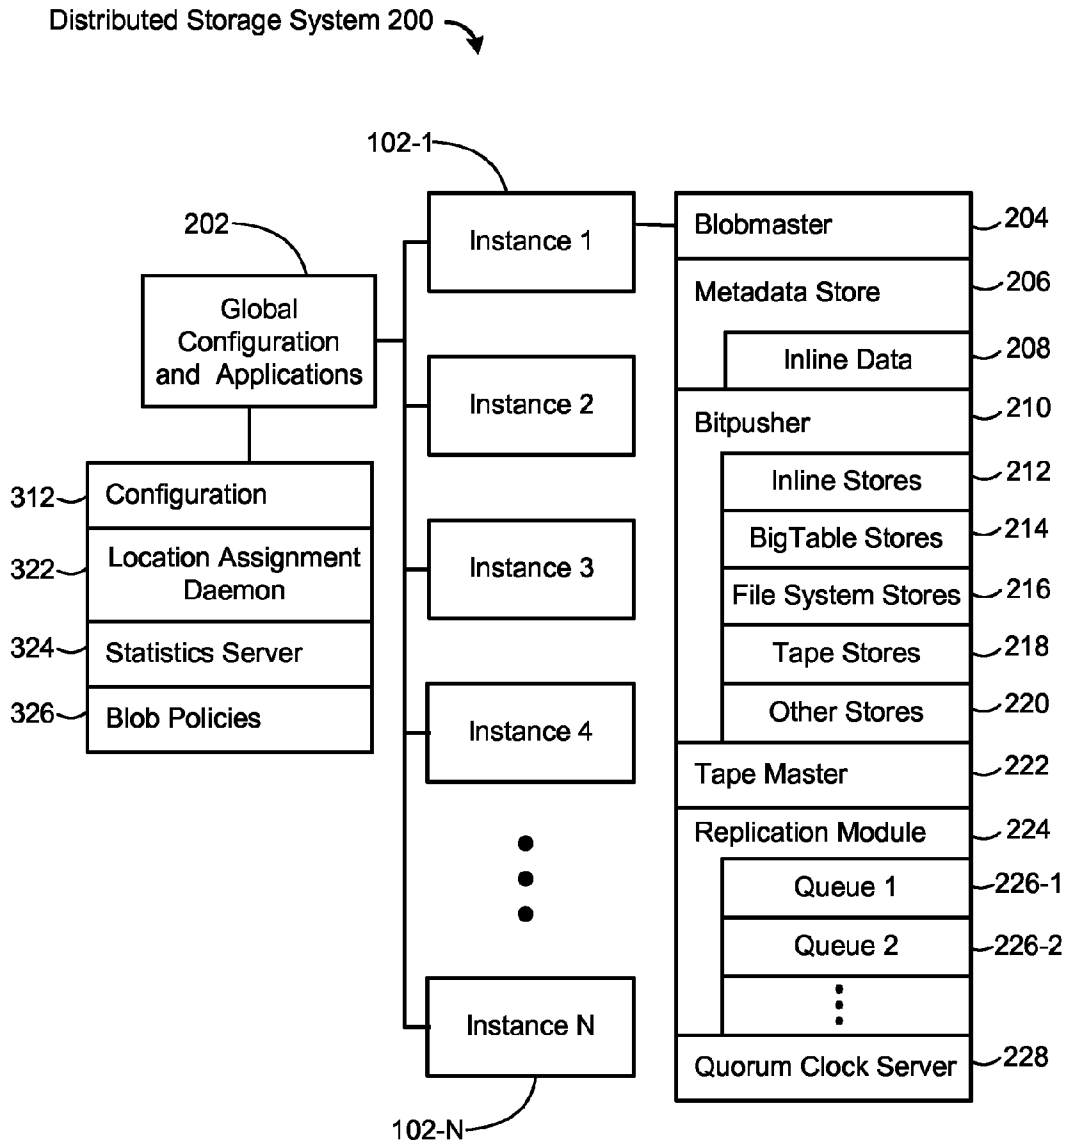 Distributed Storage System 200
102-1
202
Global
Configuration
and Applications
312
Configuration
322
Location Assignment
Daemon
324
Statistics Server
326
Blob Policies
Instance 1
Instance 2
Instance 3
Instance 4
Instance N
102-N
Blobmaster
204
Metadata Store
206
Inline Data
208
Bitpusher
210
Inline Stores
212
BigTable Stores
214
File System Stores
216
Tape Stores
218
Other Stores
220
Tape Master
222
Replication Module
224
Queue 1
226-1
Queue 2
226-2
Quorum Clock Server
228